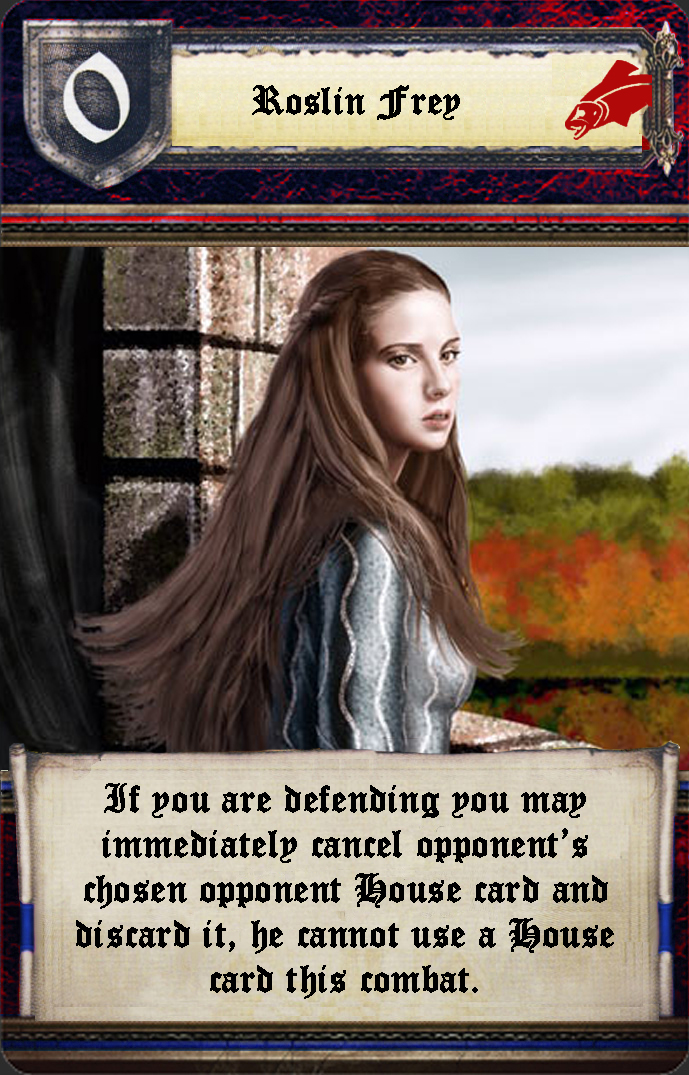 0
Roslin Frey
If you are defending you may
immediately cancel opponent's
chosen opponent House card and
discard it, he cannot use a House
card this combat.